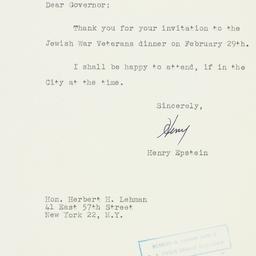 Dear Governor:
Thank you for your invitation to the
Jewish War Veterans dinner on February 29th.
I shall be happy to attend, if in the
City at the time.
Sincerely,
Henry
Henry Epstein
Hon. Herbert H. Lehman
41 East 57th Street
New York 22, N.Y.